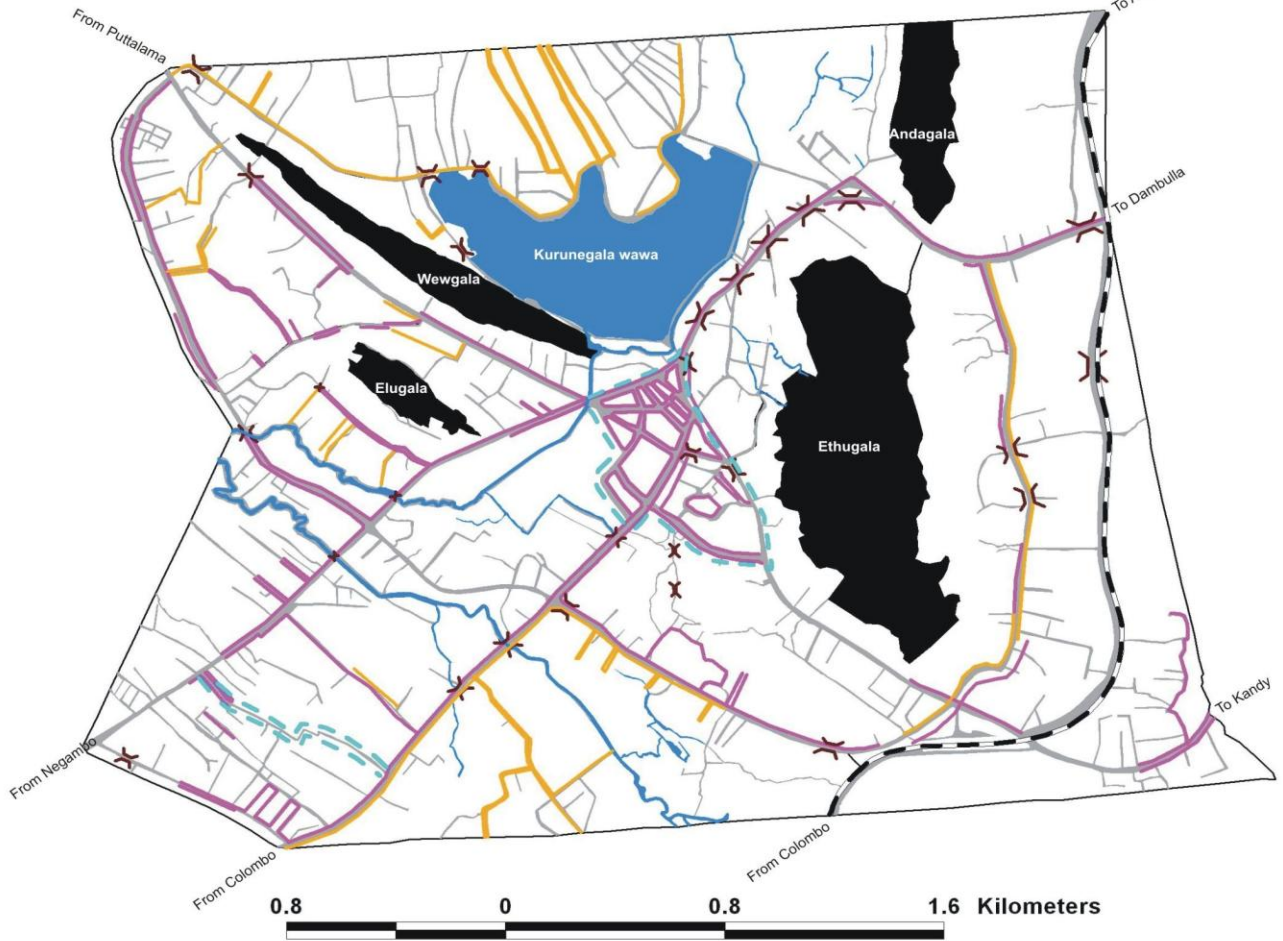 From Puttalama
To
Andagala
To Dambulla
Kurunegala wawa
Wewgala
Elugala
Ethugala
To Kandy
From Negambo
From Colombo
From Colombo
0.8 0 0.8 1.6 Kilometers